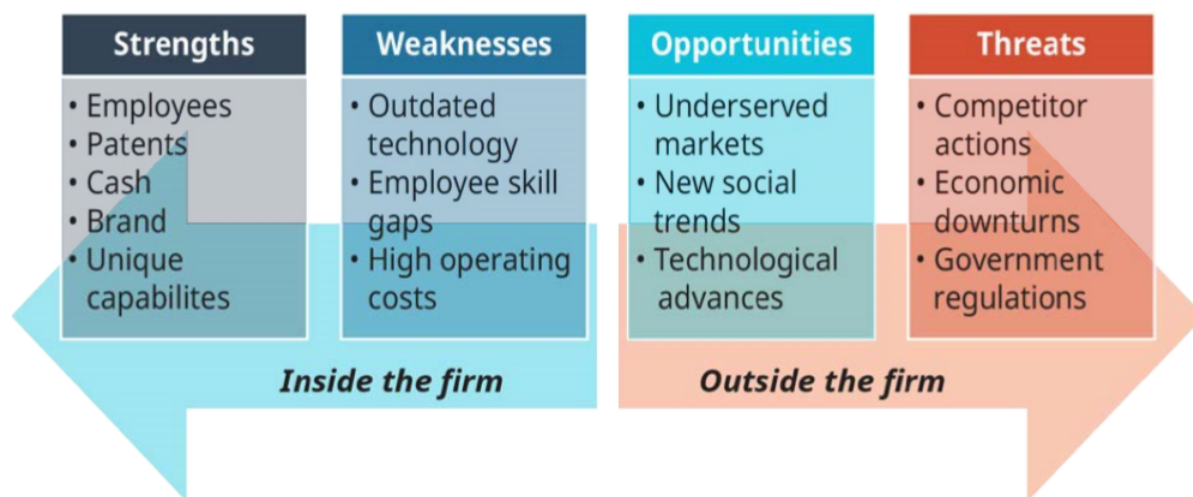 Strengths
• Employees
• Patents
• Cash
• Brand
• Unique
capabilites
Weaknesses
• Outdated
technology
• Employee skill
gaps
• High operating
costs
Opportunities
• Underserved
markets
• New social
trends
• Technological
advances
Threats
• Competitor
actions
• Economic
downturns
• Government
regulations
Inside the firm
Outside the firm